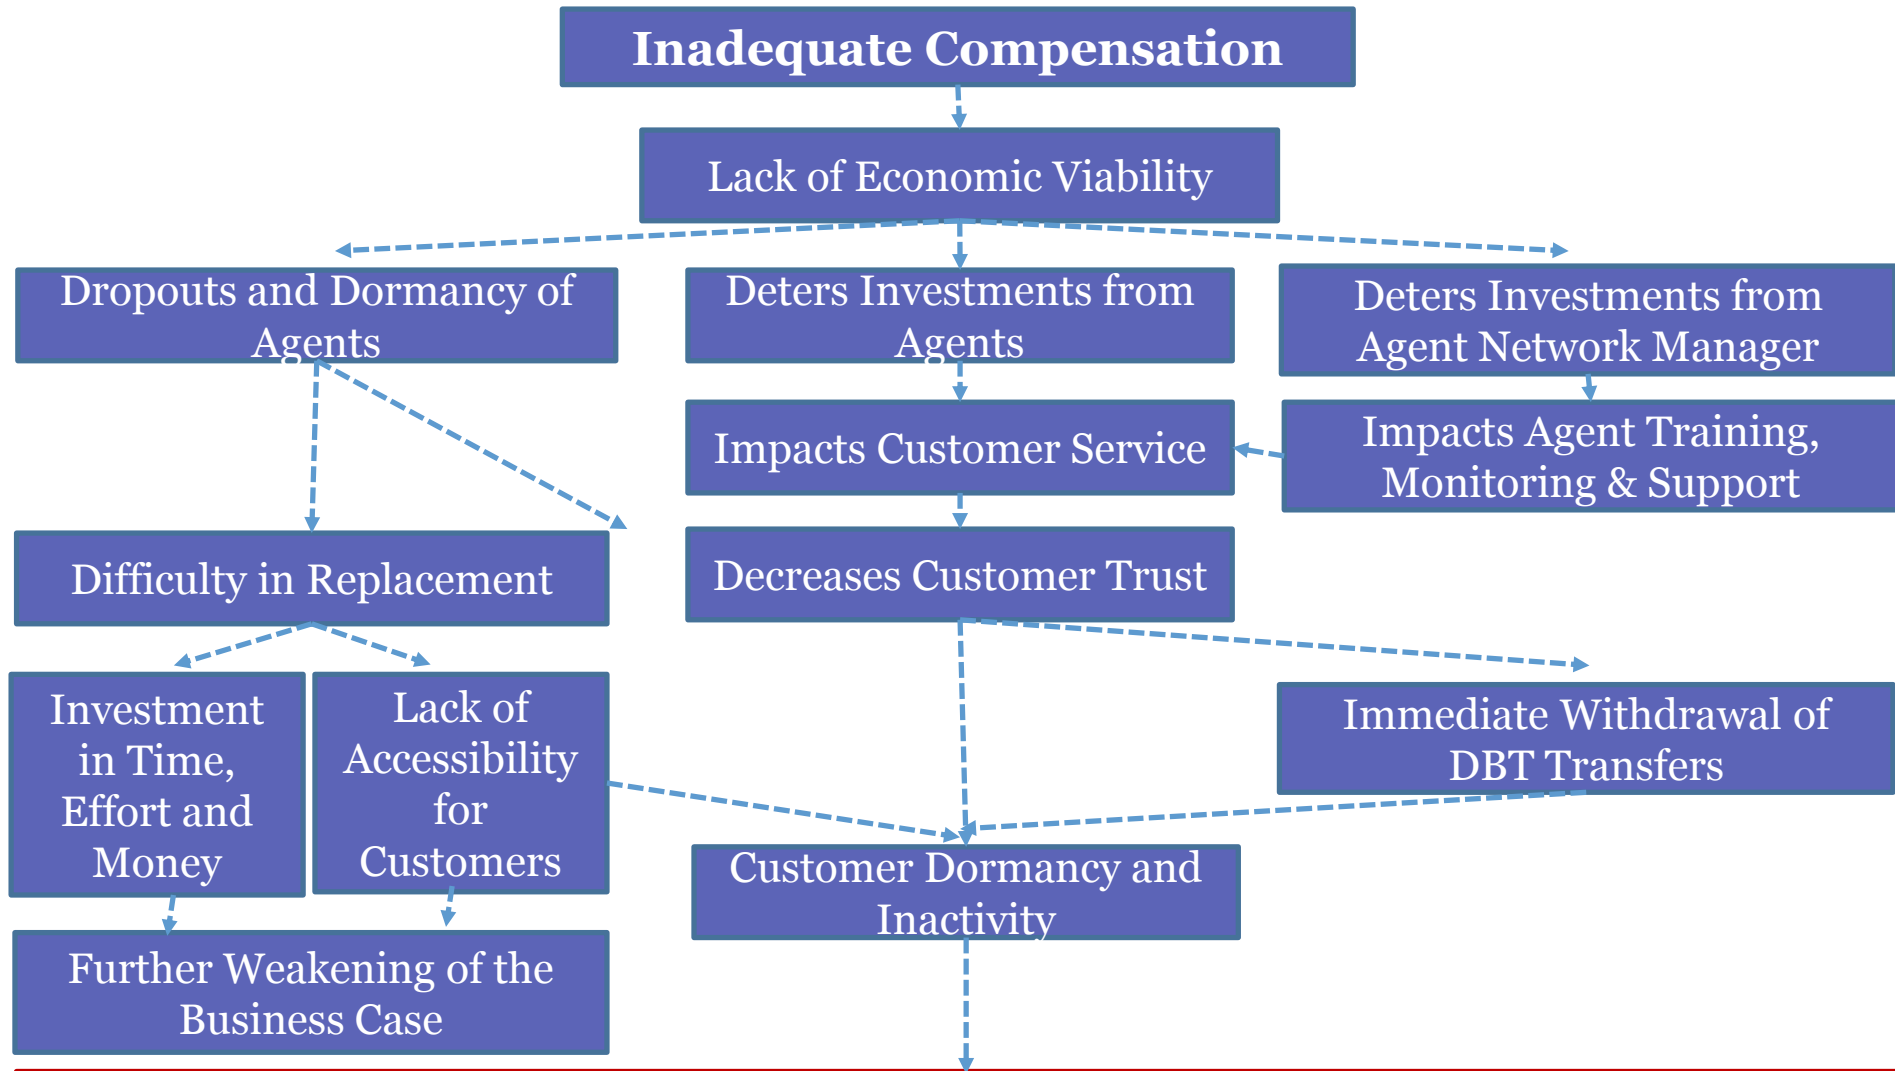 Inadequate Compensation
Lack of Economic Viability
Dropouts and Dormancy of
Agents
Deters Investments from
Agents
Deters Investments from
Agent Network Manager
Impacts Customer Service
Impacts Agent Training,
Monitoring & Support
Difficulty in Replacement
Decreases Customer Trust
Investment
in Time,
Effort and
Money
Lack of
Accessibility
for
Customers
Immediate Withdrawal of
DBT Transfers
Customer Dormancy and
Inactivity
Further Weakening of the
Business Case